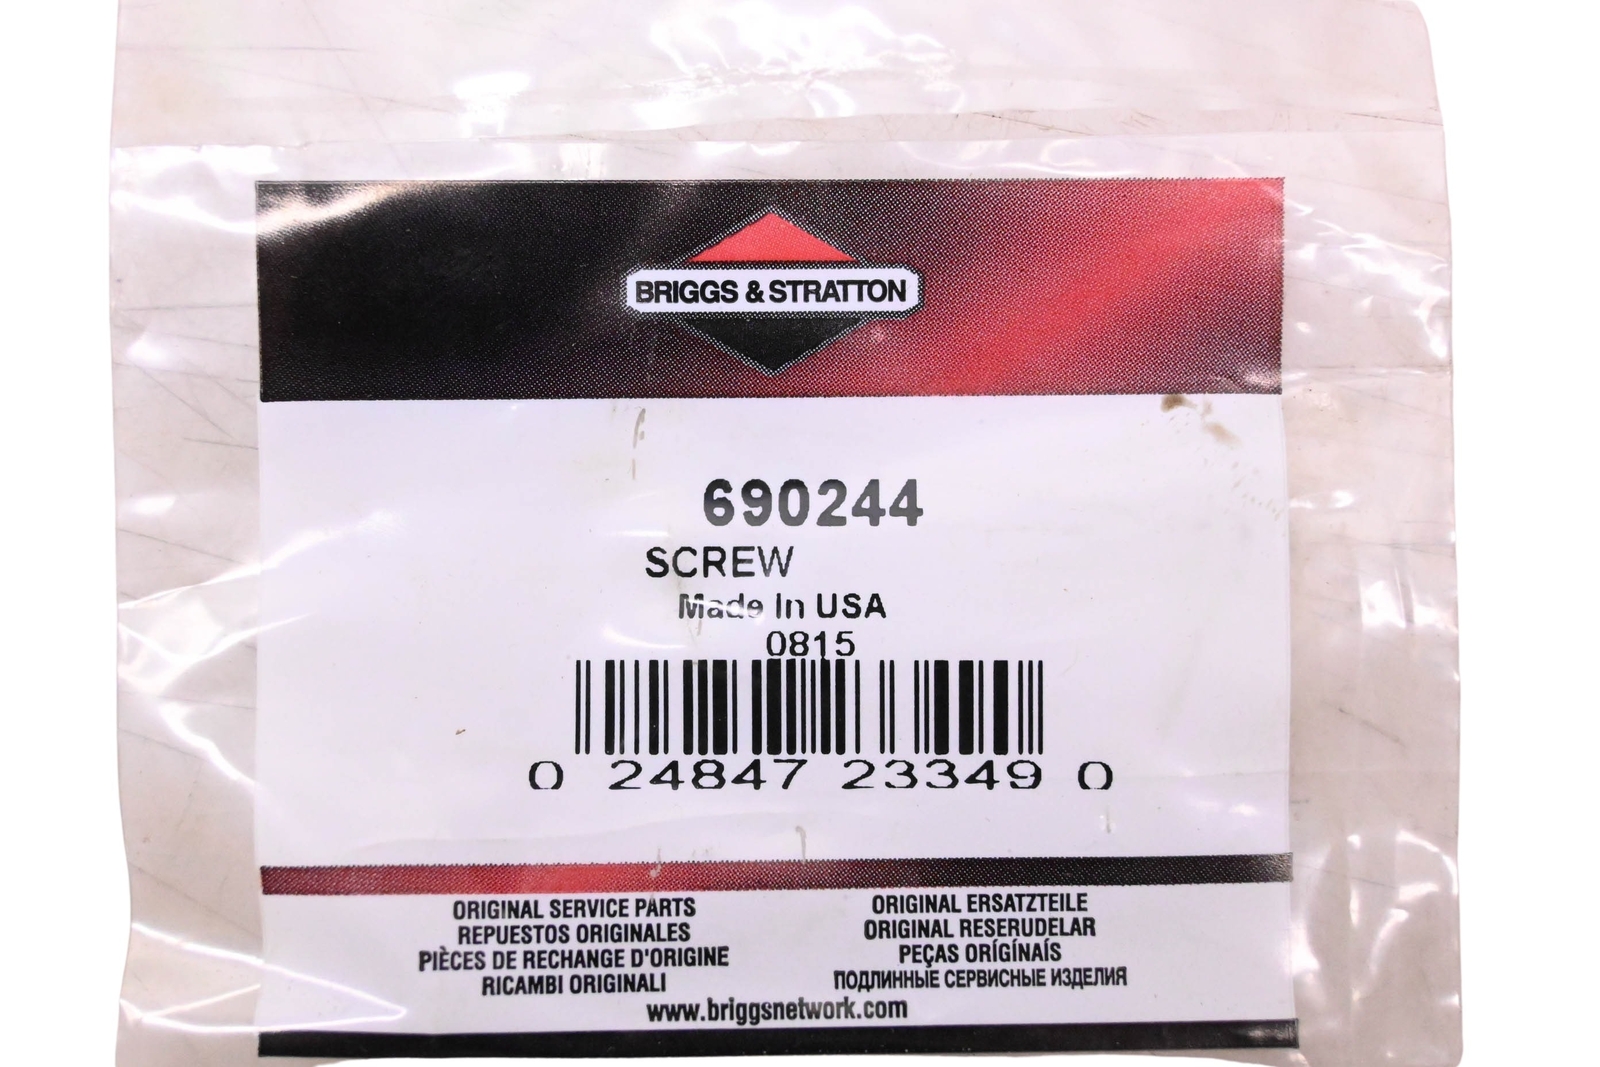 BRIGGS & STRATTON
690244
SCREW
Made In USA
0815
0 24847 23349 0
ORIGINAL SERVICE PARTS
REPUESTOS ORIGINALES
PIÈCES DE RECHANGE D'ORIGINE
RICAMBI ORIGINALI
ORIGINAL ERSATZTEILE
ORIGINAL RESERUDELAR
PEÇAS ORÍGÍNAÍS
ПОДЛИННЫЕ СЕРВИСНЫЕ ИЗДЕЛИЯ
www.briggsnetwork.com